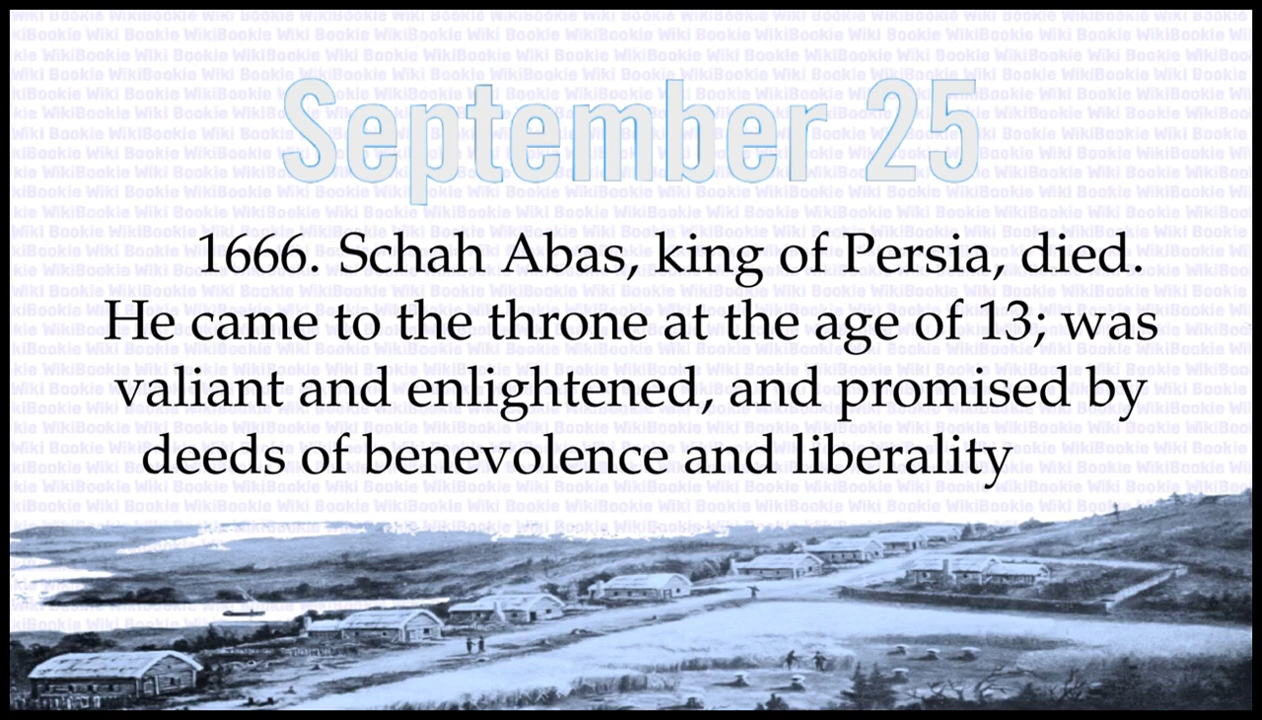 September 25
1666. Schah Abas, king of Persia, died.
He came to the throne at the age of 13, was
valiant and enlightened, and promised by
deeds of benevolence and liberality